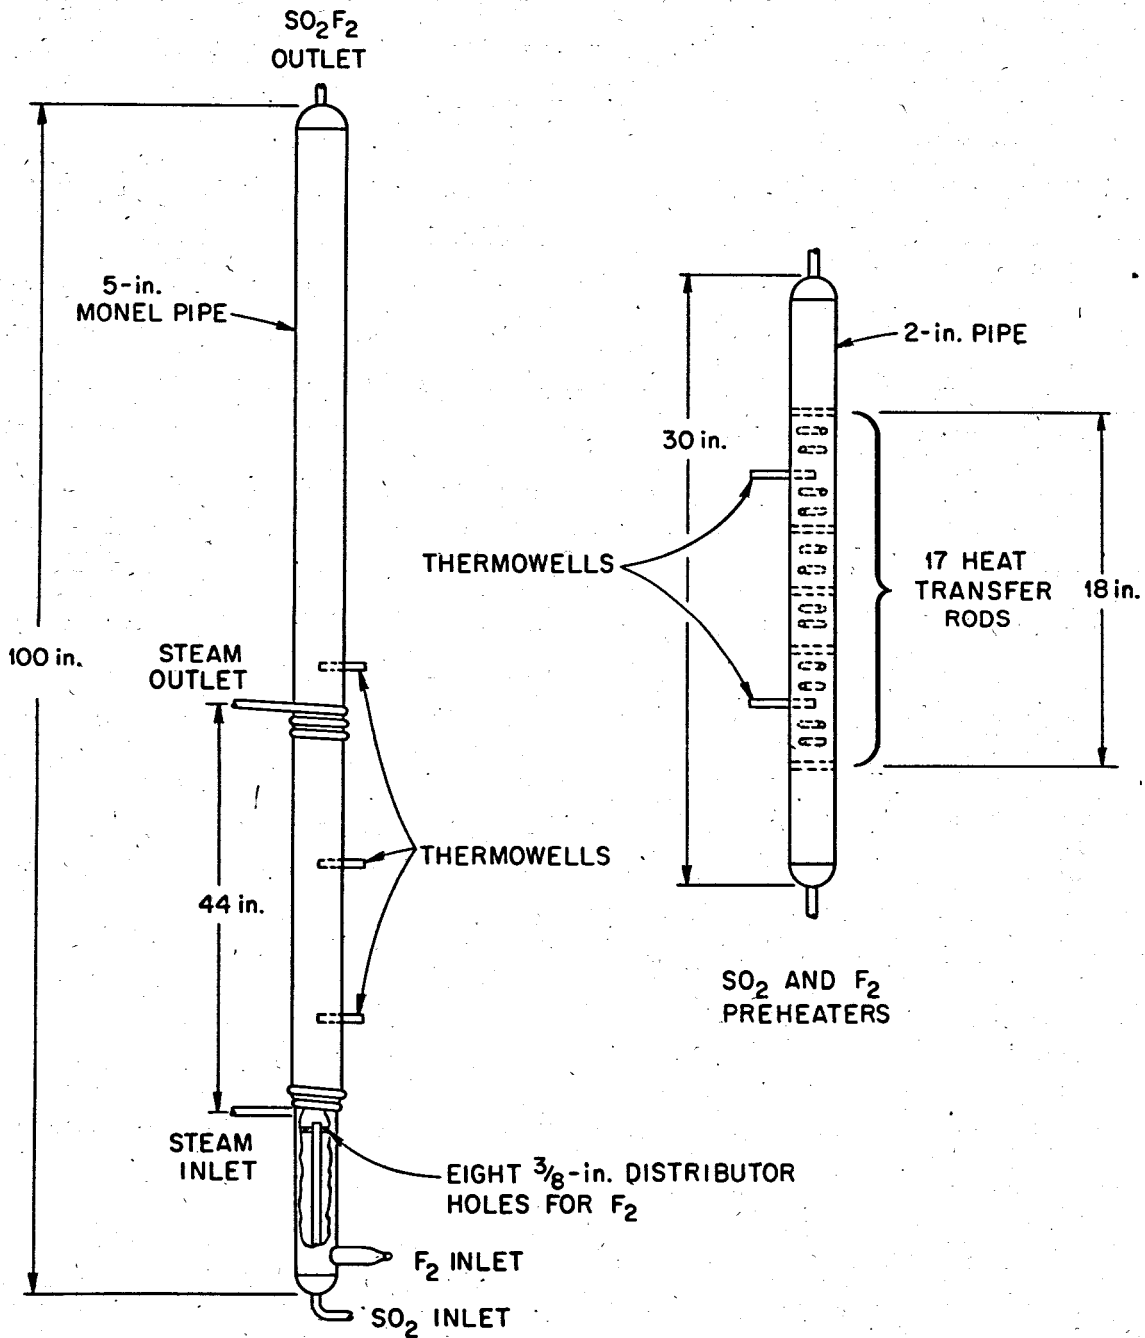 SO₂F₂
OUTLET
5-in.
MONEL PIPE
2-in. PIPE
30 in.
THERMOWELLS
17 HEAT
TRANSFER
RODS
18 in.
100 in.
STEAM
OUTLET
THERMOWELLS
44 in.
SO₂ AND F₂
PREHEATERS
STEAM
INLET
EIGHT 3/8-in. DISTRIBUTOR
HOLES FOR F₂
F₂ INLET
SO₂ INLET